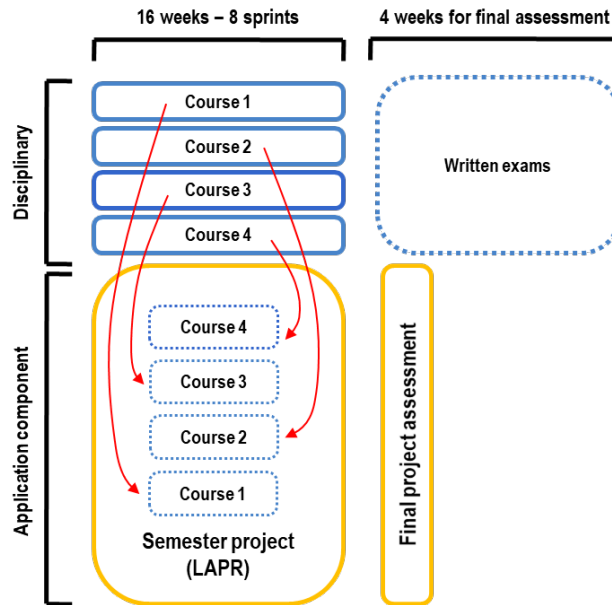 16 weeks – 8 sprints
4 weeks for final assessment
Disciplinary
Course 1
Course 2
Course 3
Course 4
Written exams
Application component
Course 4
Course 3
Course 2
Course 1
Semester project
(LAPR)
Final project assessment